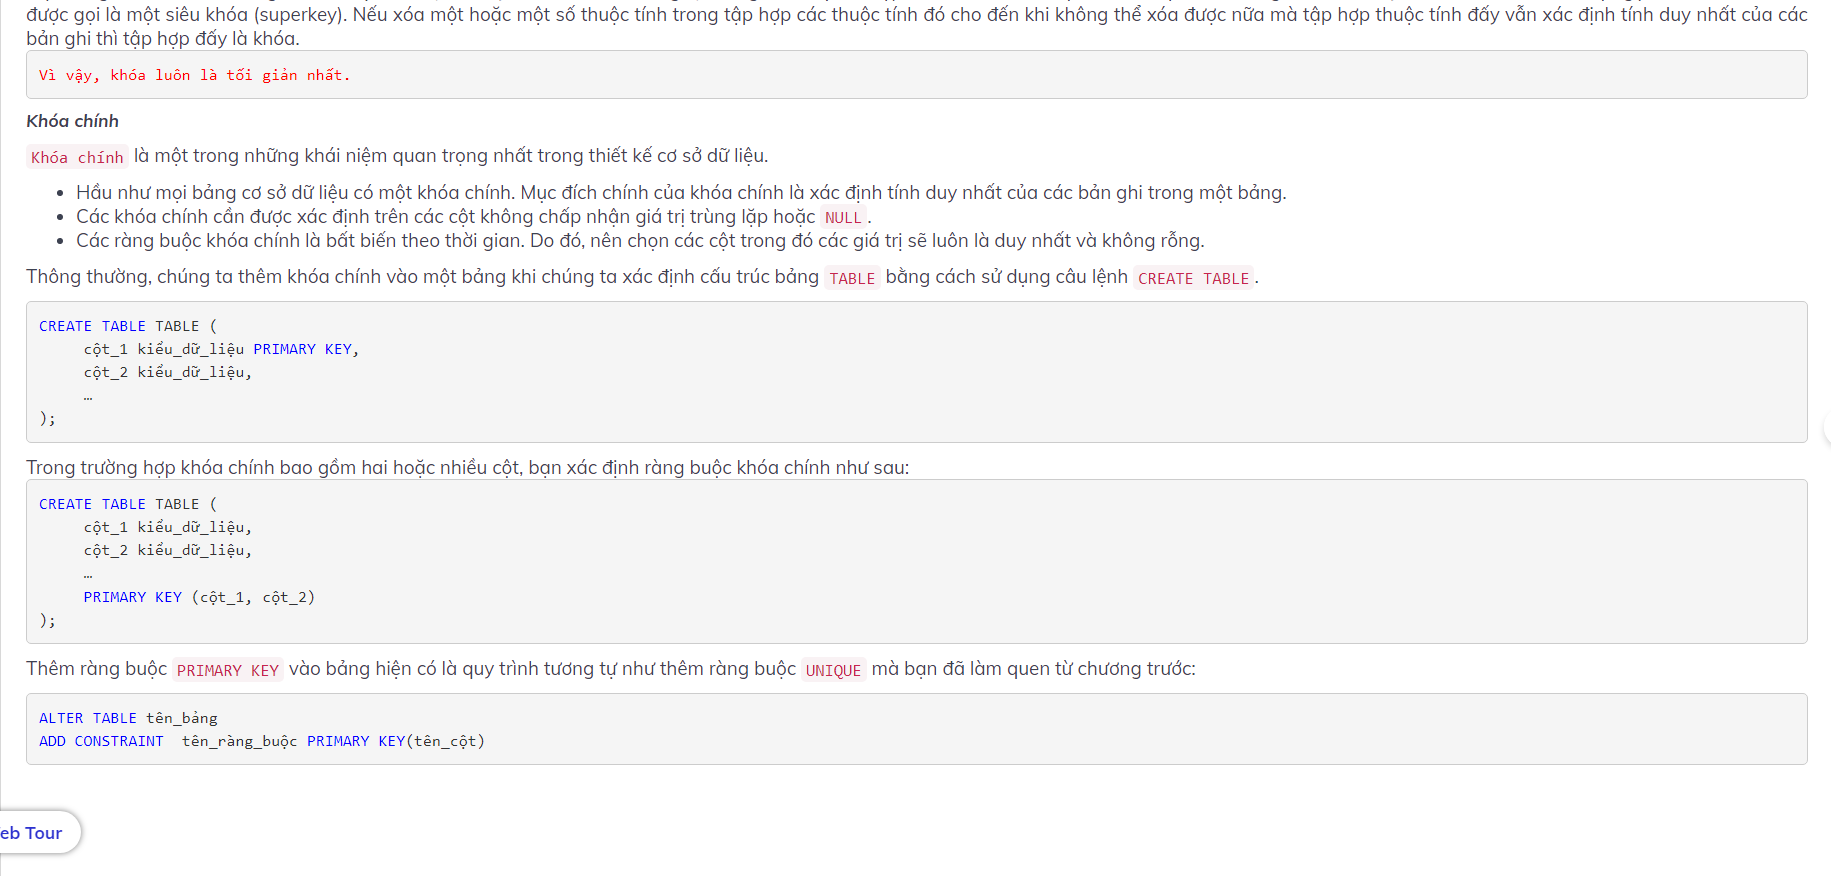 được gọi là một siêu khóa (superkey). Nếu xóa một hoặc một số thuộc tính trong tập hợp các thuộc tính đó cho đến khi không thể xóa được nữa mà tập hợp thuộc tính đấy vẫn xác định tính duy nhất của các
bản ghi thì tập hợp đấy là khóa.
Vì vậy, khóa luôn là tối giản nhất.
Khóa chính
Khóa chính là một trong những khái niệm quan trọng nhất trong thiết kế cơ sở dữ liệu.
• Hầu như mọi bảng cơ sở dữ liệu có một khóa chính. Mục đích chính của khóa chính là xác định tính duy nhất của các bản ghi trong một bảng.
• Các khóa chính cần được xác định trên các cột không chấp nhận giá trị trùng lặp hoặc NULL.
• Các ràng buộc khóa chính là bất biến theo thời gian. Do đó, nên chọn các cột trong đó các giá trị sẽ luôn là duy nhất và không rỗng.
Thông thường, chúng ta thêm khóa chính vào một bảng khi chúng ta xác định cấu trúc bảng TABLE bằng cách sử dụng câu lệnh CREATE TABLE.
CREATE TABLE TABLE (
cột_1 kiểu_dữ_liệu PRIMARY KEY,
cột_2 kiểu_dữ_liệu,
…
);
Trong trường hợp khóa chính bao gồm hai hoặc nhiều cột, bạn xác định ràng buộc khóa chính như sau:
CREATE TABLE TABLE (
cột_1 kiểu_dữ_liệu,
cột_2 kiểu_dữ_liệu,
…
PRIMARY KEY (cột_1, cột_2)
);
Thêm ràng buộc PRIMARY KEY vào bảng hiện có là quy trình tương tự như thêm ràng buộc UNIQUE mà bạn đã làm quen từ chương trước:
ALTER TABLE tên_bảng
ADD CONSTRAINT  tên_ràng_buộc PRIMARY KEY(tên_cột)
eb Tour